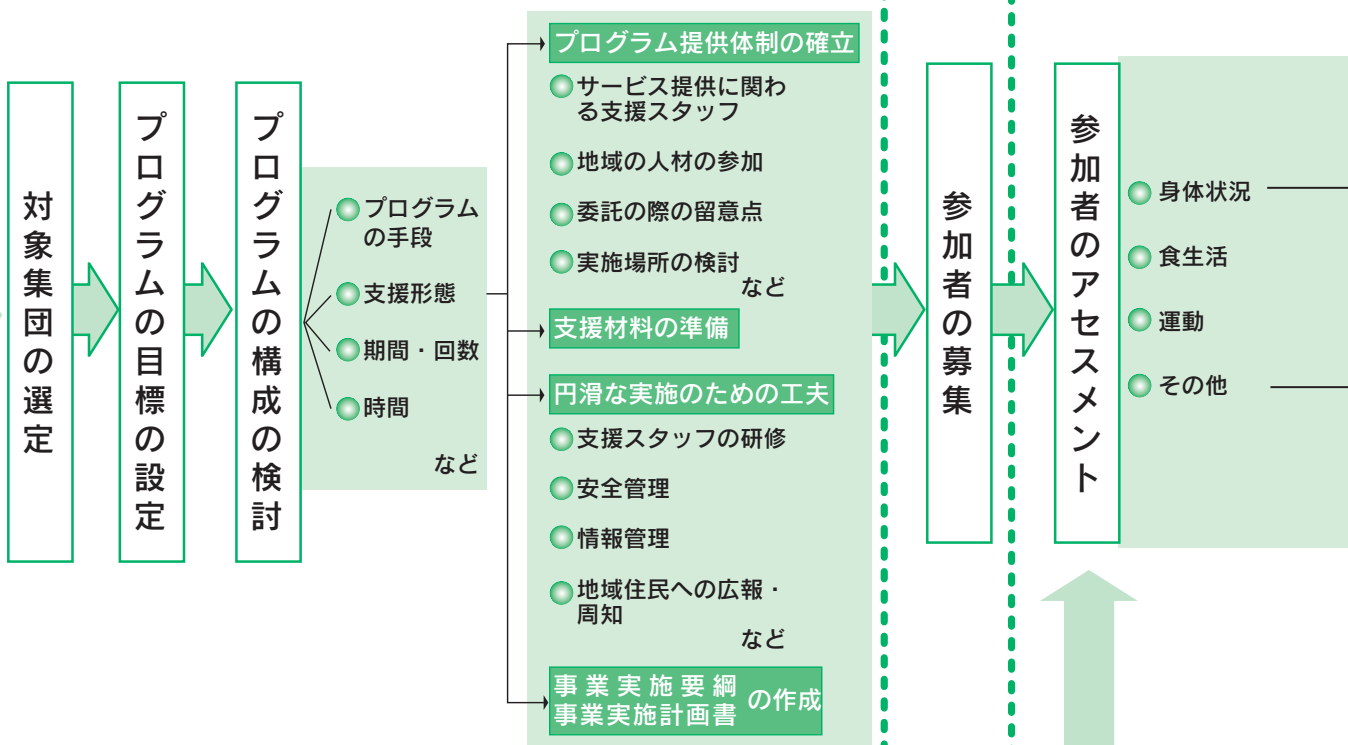 対象集団の選定
プログラムの目標の設定
プログラムの構成の検討
プログラム
の手段
支援形態
期間・回数
時間
など
プログラム提供体制の確立
サービス提供に関わ
る支援スタッフ
地域の人材の参加
委託の際の留意点
実施場所の検討
など
支援材料の準備
円滑な実施のための工夫
支援スタッフの研修
安全管理
情報管理
地域住民への広報・
周知
など
事業実施要綱
事業実施計画書
の作成
参加者の募集
参加者のアセスメント
身体状況
食生活
運動
その他